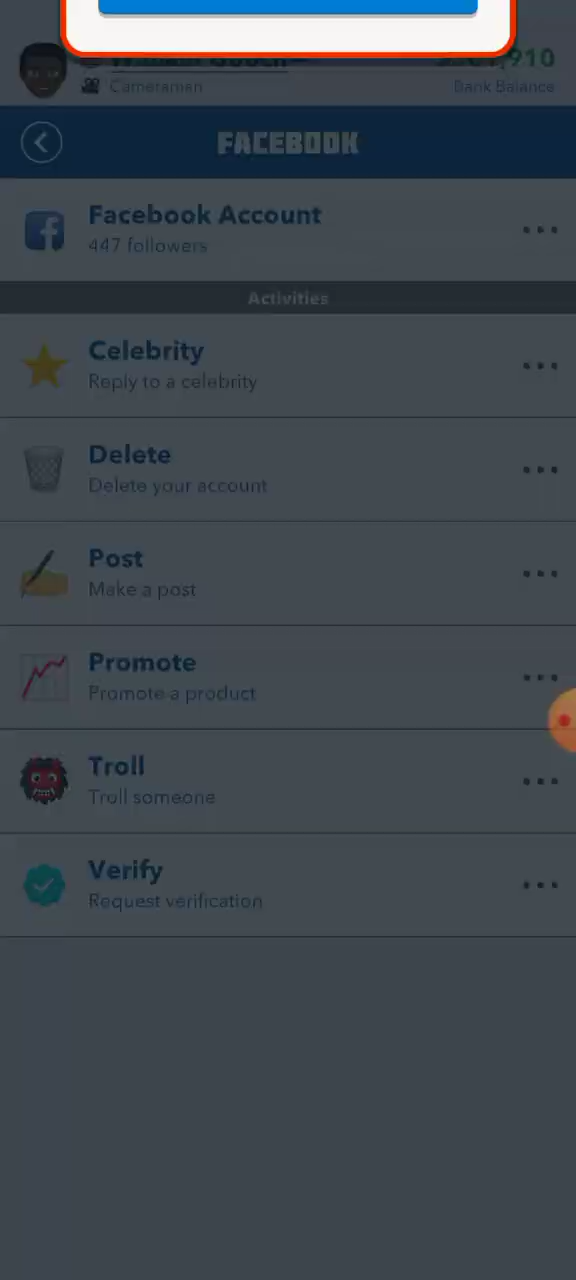 Cameraman
Bank Balance
FACEBOOK
Facebook Account
447 followers
Activities
Celebrity
Reply to a celebrity
Delete
Delete your account
Post
Make a post
Promote
Promote a product
Troll
Troll someone
Verify
Request verification